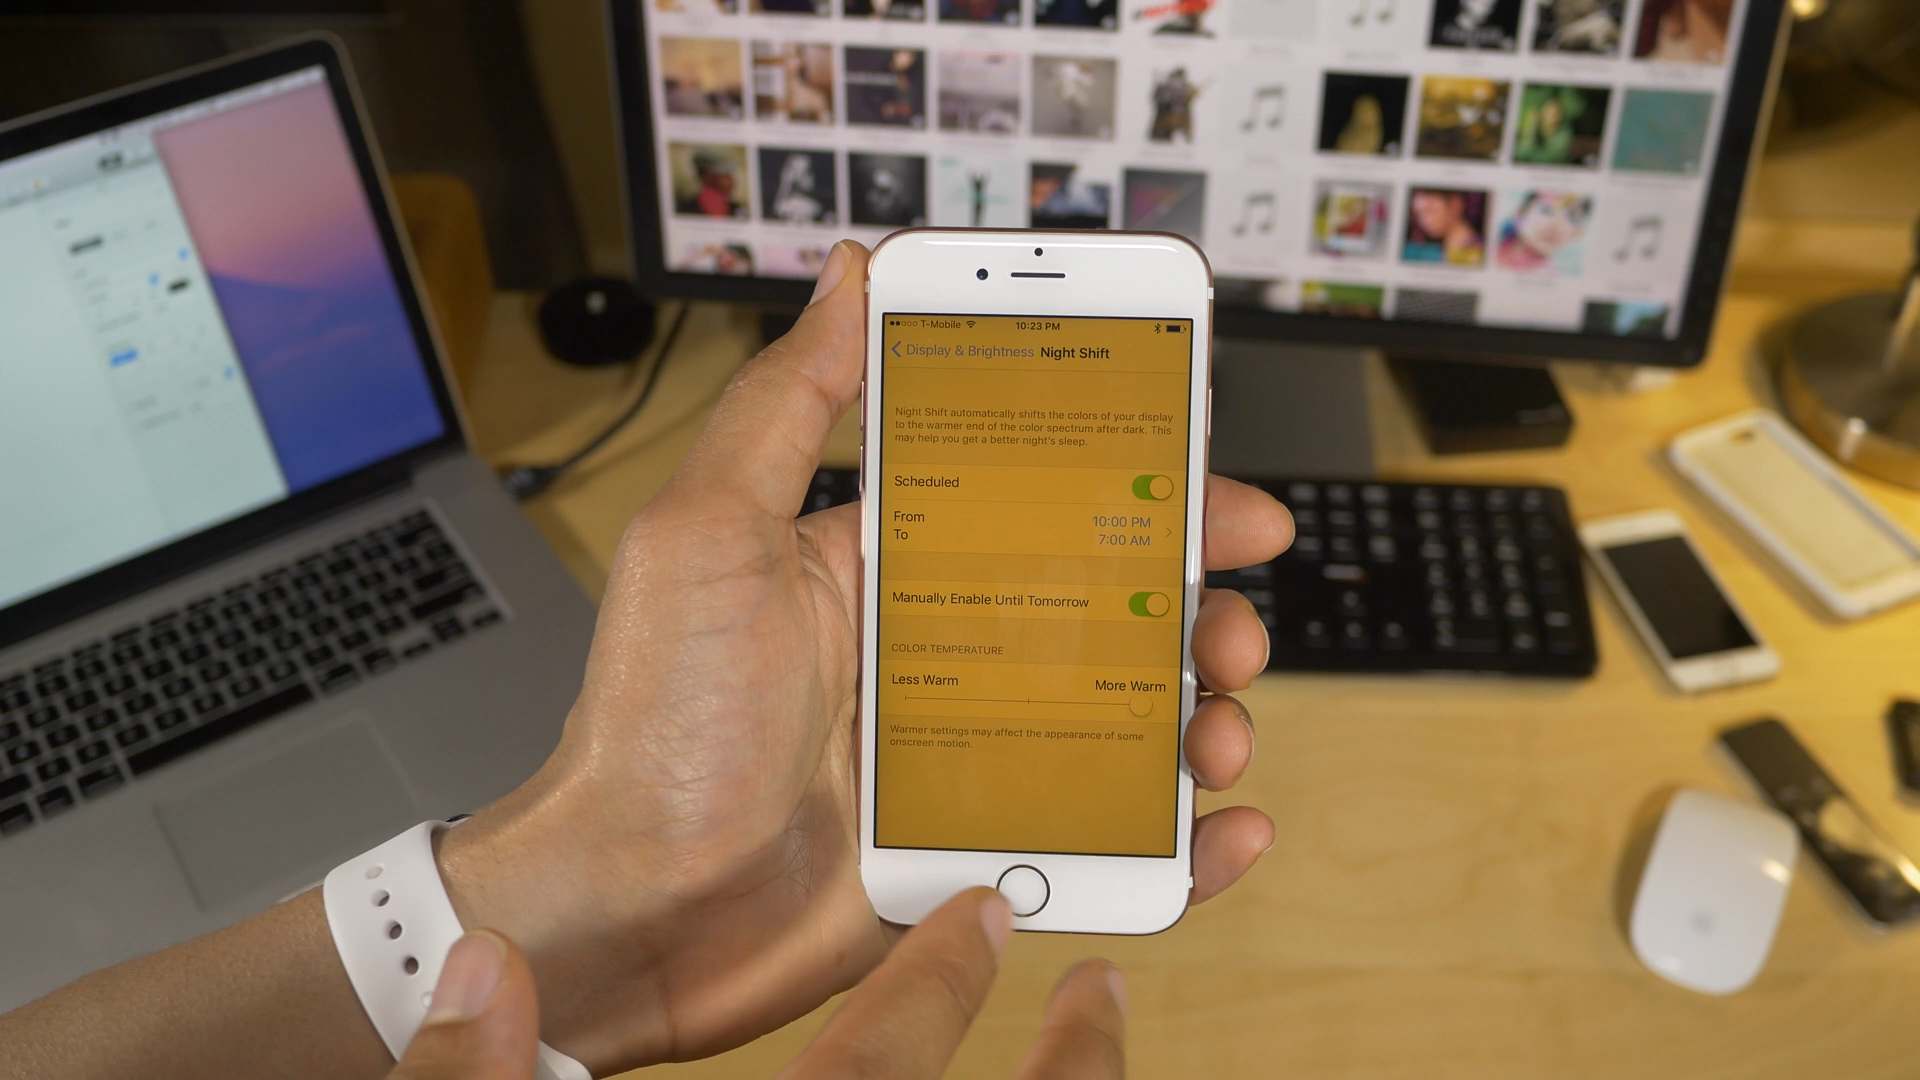 T-Mobile 10:23 PM
Display & Brightness Night Shift
Night Shift automatically shifts the colors of your display
to the warmer end of the color spectrum after dark. This
may help you get a better night's sleep.
Scheduled
From 10:00 PM
To 7:00 AM
Manually Enable Until Tomorrow
COLOR TEMPERATURE
Less Warm More Warm
Warmer settings may affect the appearance of some
onscreen motion.